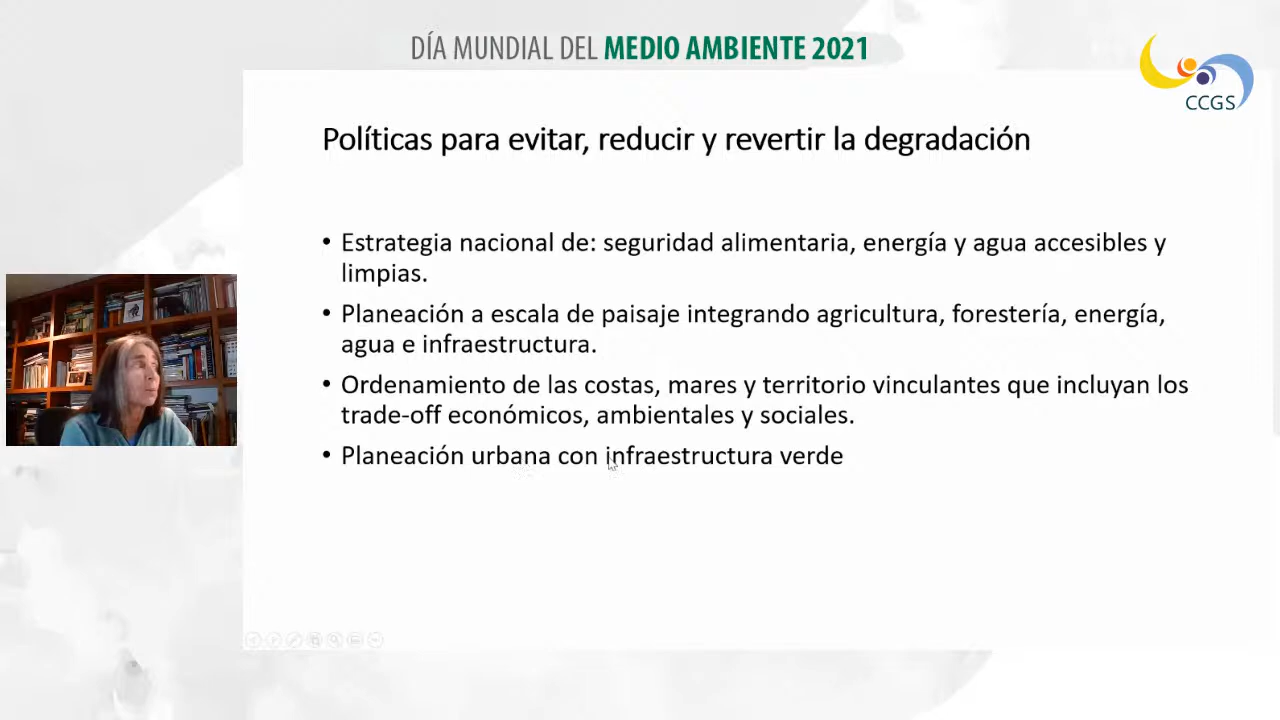 DÍA MUNDIAL DEL MEDIO AMBIENTE 2021
CCGS
Políticas para evitar, reducir y revertir la degradación
• Estrategia nacional de: seguridad alimentaria, energía y agua accesibles y
limpias.
• Planeación a escala de paisaje integrando agricultura, forestería, energía,
agua e infraestructura.
• Ordenamiento de las costas, mares y territorio vinculantes que incluyan los
trade-off económicos, ambientales y sociales.
• Planeación urbana con infraestructura verde